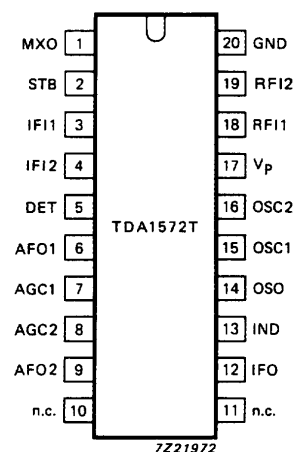 MXO 1 20 GND
STB 2 19 RFI2
IFI1 3 18 RFI1
IFI2 4 17 Vp
DET 5 16 OSC2
TDA1572T
AFO1 6 15 OSC1
AGC1 7 14 OSO
AGC2 8 13 IND
AFO2 9 12 IFO
n.c. 10 11 n.c.
7Z21972